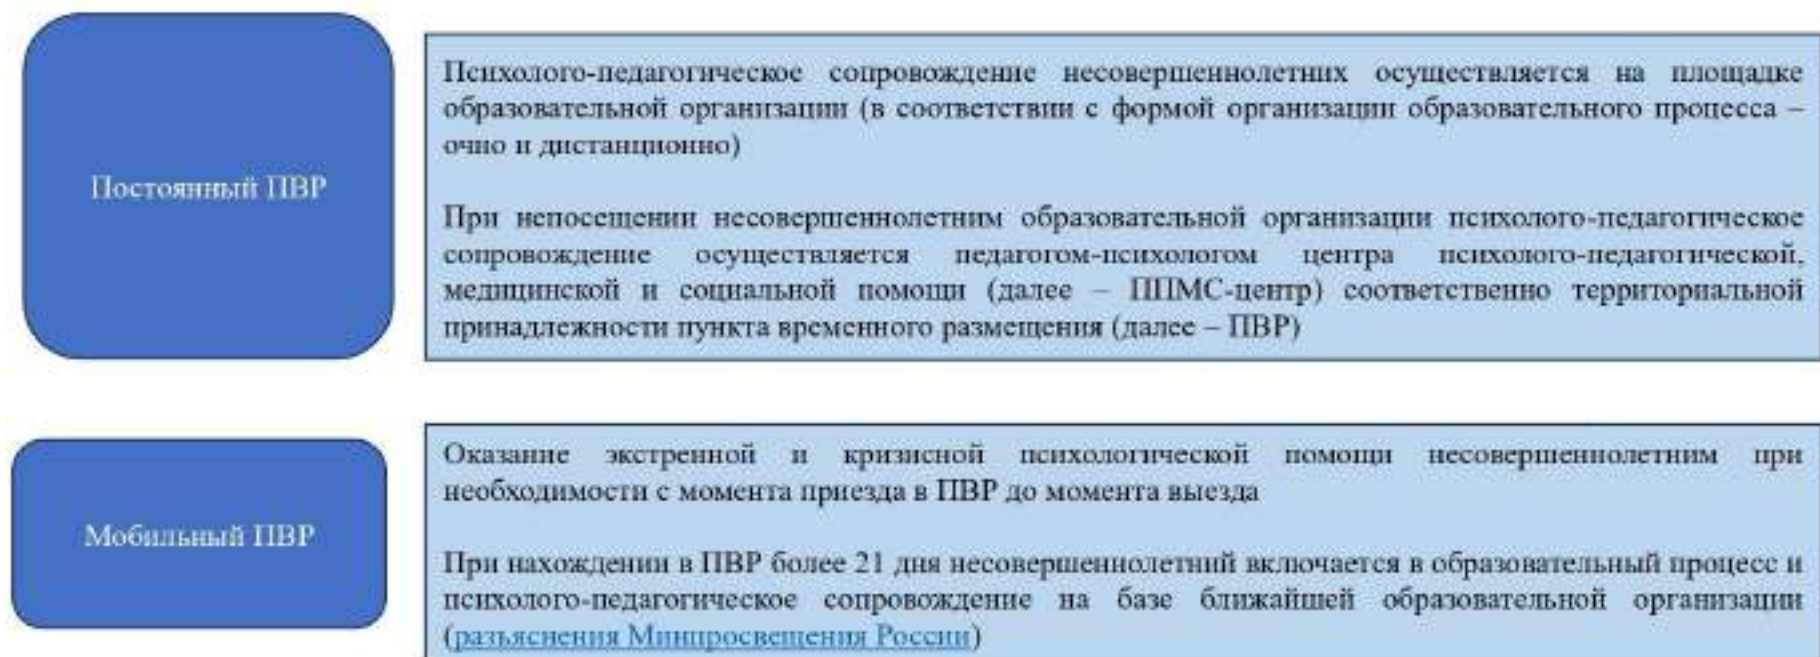 Постоянный ПВР
Психолого-педагогическое сопровождение несовершеннолетних осуществляется на площадке
образовательной организации (в соответствии с формой организации образовательного процесса –
очно и дистанционно)
При непосещении несовершеннолетним образовательной организации психолого-педагогическое
сопровождение осуществляется педагогом-психологом центра психолого-педагогической,
медицинской и социальной помощи (далее – ППМС-центр) соответственно территориальной
принадлежности пункта временного размещения (далее – ПВР)
Мобильный ПВР
Оказание экстренной и кризисной психологической помощи несовершеннолетним при
необходимости с момента приезда в ПВР до момента выезда
При нахождении в ПВР более 21 дня несовершеннолетний включается в образовательный процесс и
психолого-педагогическое сопровождение на базе ближайшей образовательной организации
(разъяснения Минпросвещения России)